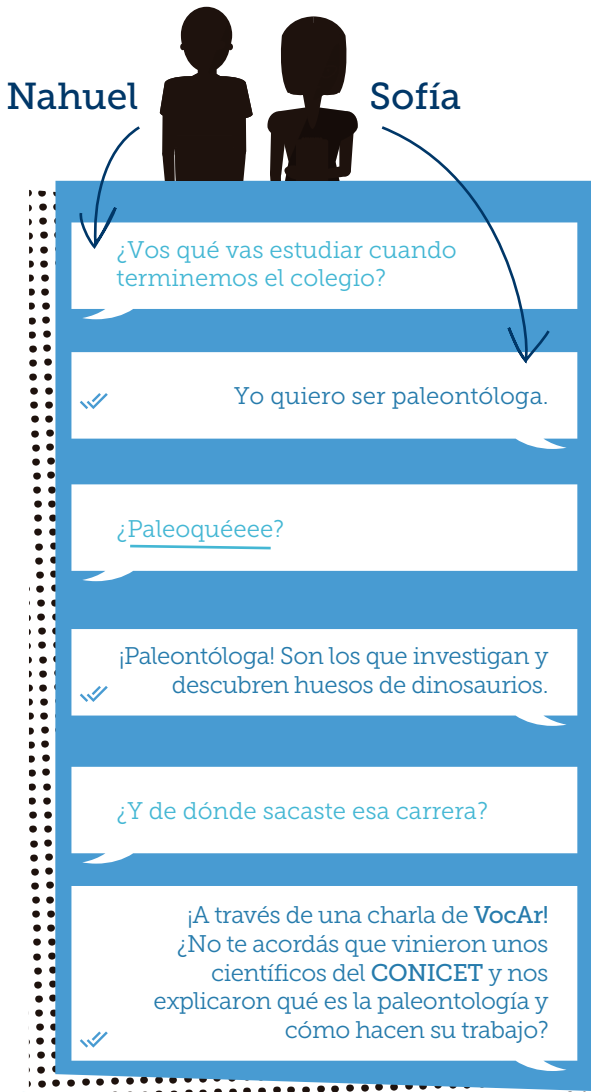 Nahuel
Sofía
¿Vos qué vas estudiar cuando
terminemos el colegio?
Yo quiero ser paleontóloga.
¿Paleoquéeee?
¡Paleontóloga! Son los que investigan y
descubren huesos de dinosaurios.
¿Y de dónde sacaste esa carrera?
¡A través de una charla de VocAr!
¿No te acordás que vinieron unos
científicos del CONICET y nos
explicaron qué es la paleontología y
cómo hacen su trabajo?